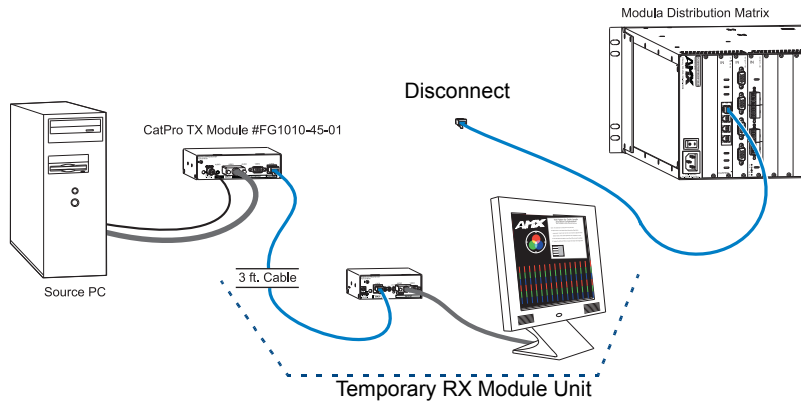 Modula Distribution Matrix
AMX
Disconnect
CatPro TX Module #FG1010-45-01
AMX
3 ft. Cable
Source PC
Temporary RX Module Unit